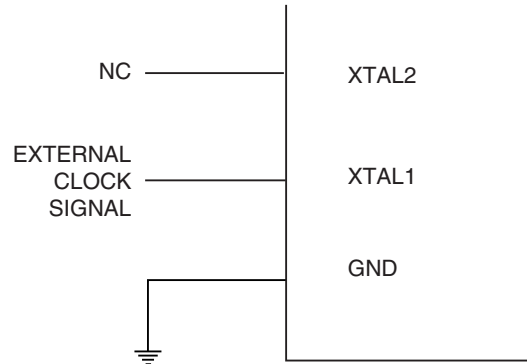 NC
XTAL2
EXTERNAL
CLOCK
SIGNAL
XTAL1
GND